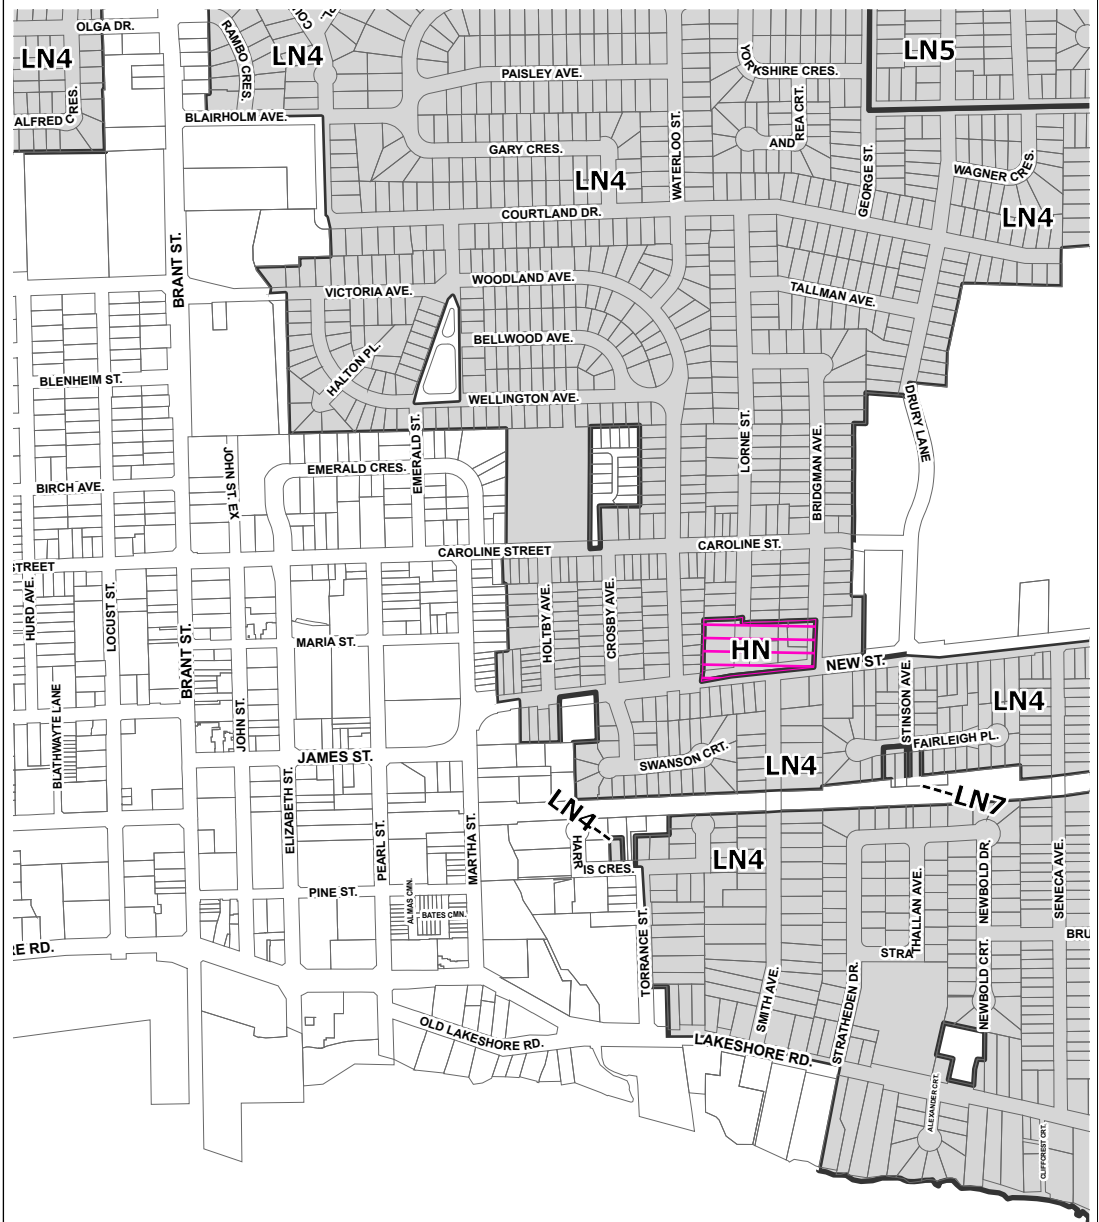 OLGA DR.
RAMBO CRES.
LN4
LN4
LN5
PAISLEY AVE.
YORKSHIRE CRES.
ALFRED CRES.
BLAIRHOLM AVE.
ANDREA CRT.
GARY CRES.
WATERLOO ST.
GEORGE ST.
WAGNER CRES.
LN4
COURTLAND DR.
LN4
BRANT ST.
WOODLAND AVE.
VICTORIA AVE.
TALLMAN AVE.
BELLWOOD AVE.
HALTON PL.
BLENHEIM ST.
WELLINGTON AVE.
DRURY LANE
LORNE ST.
BRIDGMAN AVE.
EMERALD ST.
EMERALD CRES.
JOHN ST. EX
BIRCH AVE.
CAROLINE STREET
CAROLINE ST.
STREET
HURD AVE.
LOCUST ST.
HOLTBY AVE.
CROSBY AVE.
MARIA ST.
BRANT ST.
HN
NEW ST.
STINSON AVE.
LN4
BLATHWAYTE LANE
JOHN ST.
JAMES ST.
SWANSON CRT.
LN4
FAIRLEIGH PL.
LN7
LN4
ELIZABETH ST.
PEARL ST.
MARTHA ST.
HARRIS CRES.
LN4
THALLAN AVE.
NEWBOLD DR.
SENECA AVE.
PINE ST.
ALMAS CMN.
BATES CMN.
TORRANCE ST.
STRA
BRU
RE RD.
NEWBOLD CRT.
SMITH AVE.
STRATHEDEN DR.
OLD LAKESHORE RD.
LAKESHORE RD.
ALEXANDER CRT.
CLIFFCREST CRT.